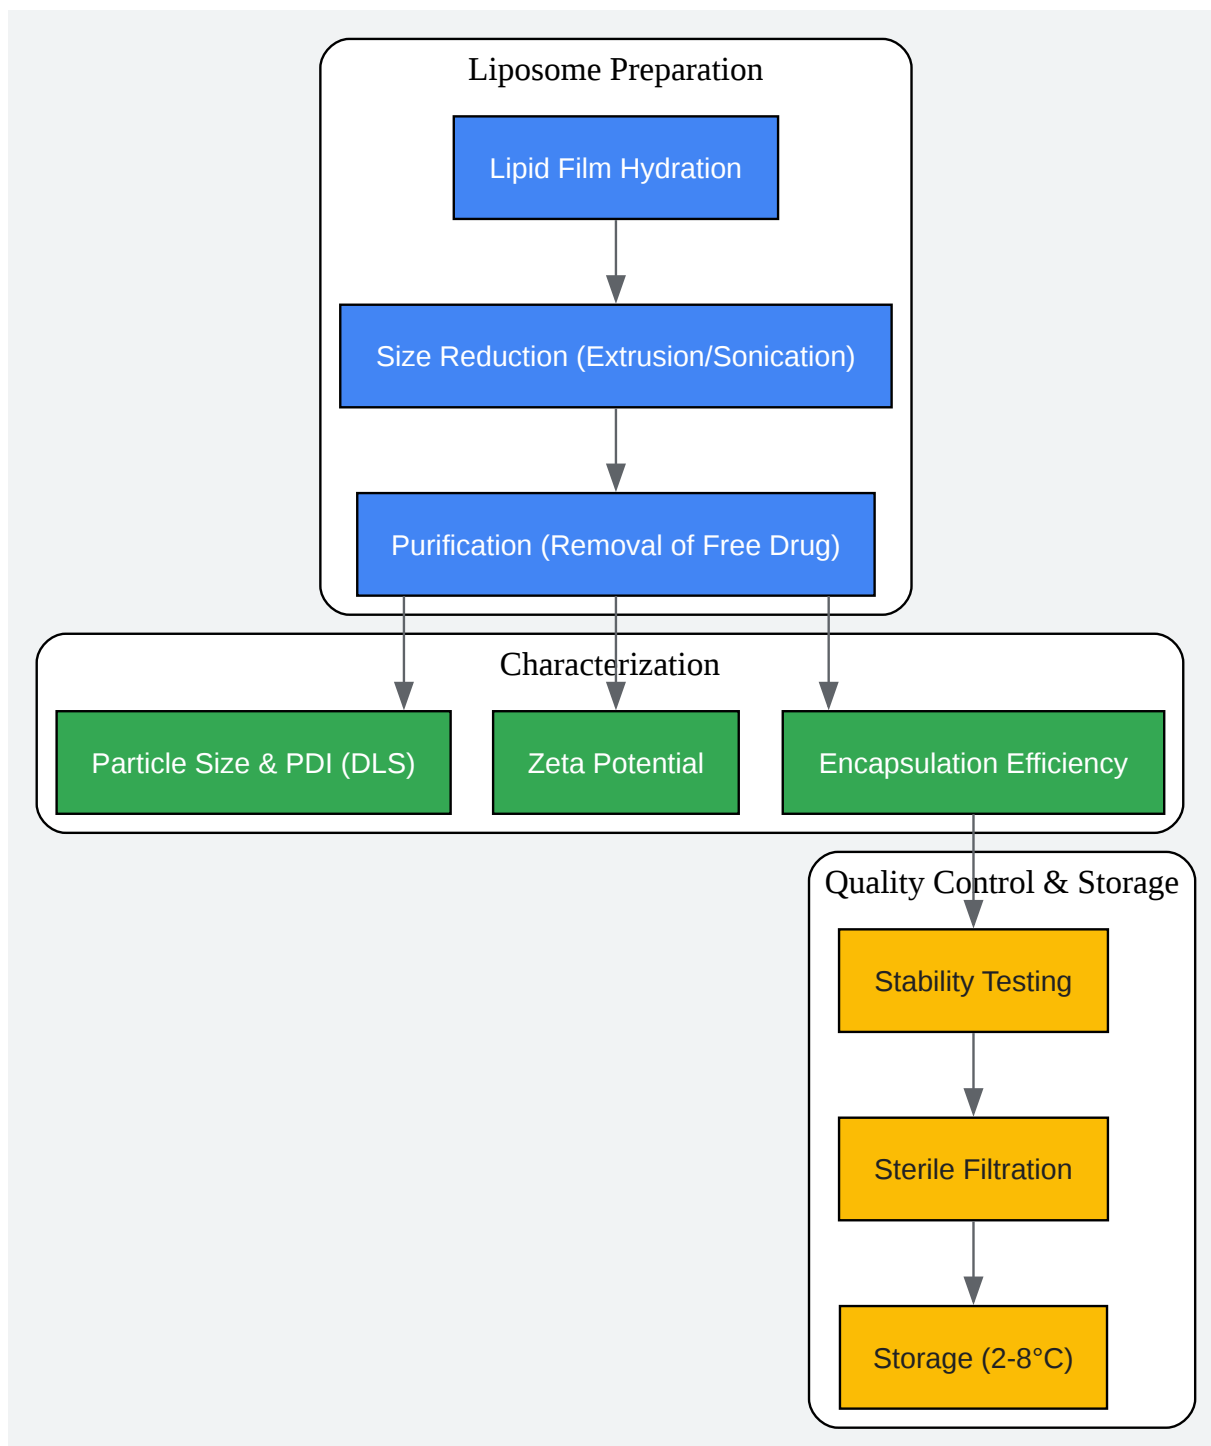 Liposome Preparation
Lipid Film Hydration
Size Reduction (Extrusion/Sonication)
Purification (Removal of Free Drug)
Characterization
Particle Size & PDI (DLS)
Zeta Potential
Encapsulation Efficiency
Quality Control & Storage
Stability Testing
Sterile Filtration
Storage (2-8°C)